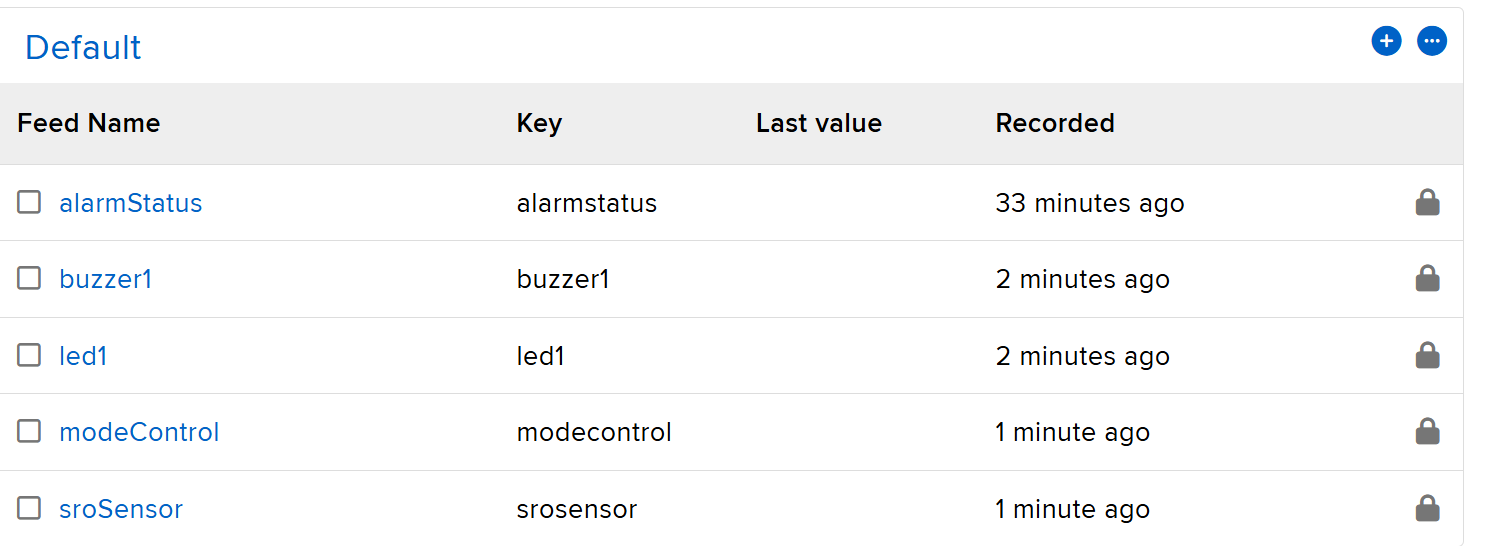 Default
Feed Name Key Last value Recorded
alarmStatus alarmstatus 33 minutes ago
buzzer1 buzzer1 2 minutes ago
led1 led1 2 minutes ago
modeControl modecontrol 1 minute ago
sroSensor srosensor 1 minute ago